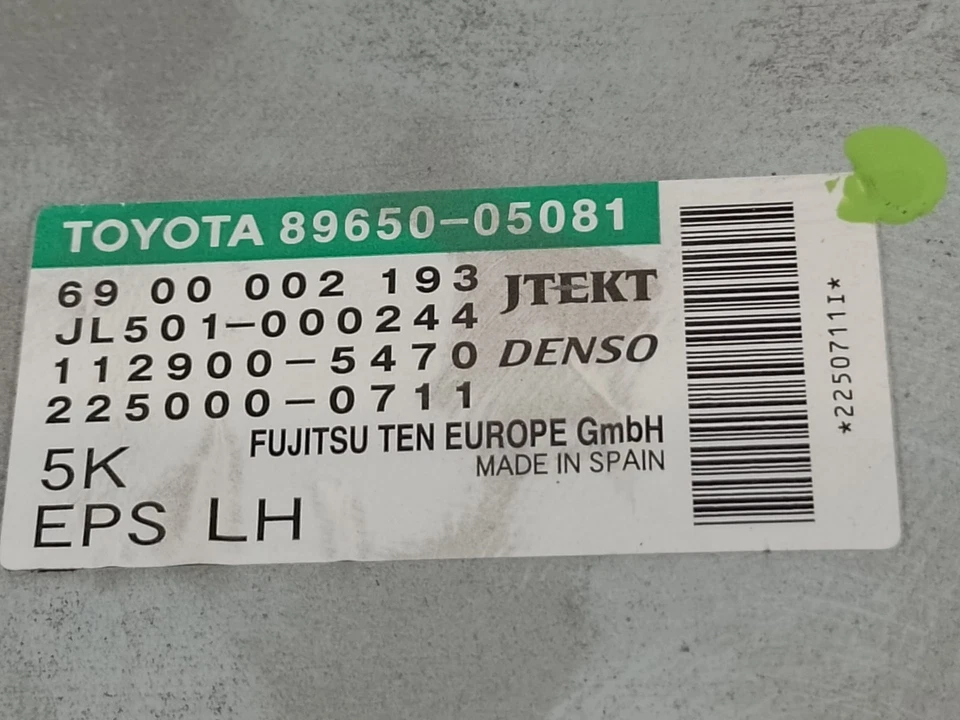 TOYOTA 89650-05081
69 00 002 193 JTEKT
JL501-000244
112900-5470 DENSO
225000-0711
FUJITSU TEN EUROPE GmbH
5K MADE IN SPAIN
EPS LH
*2250711I*